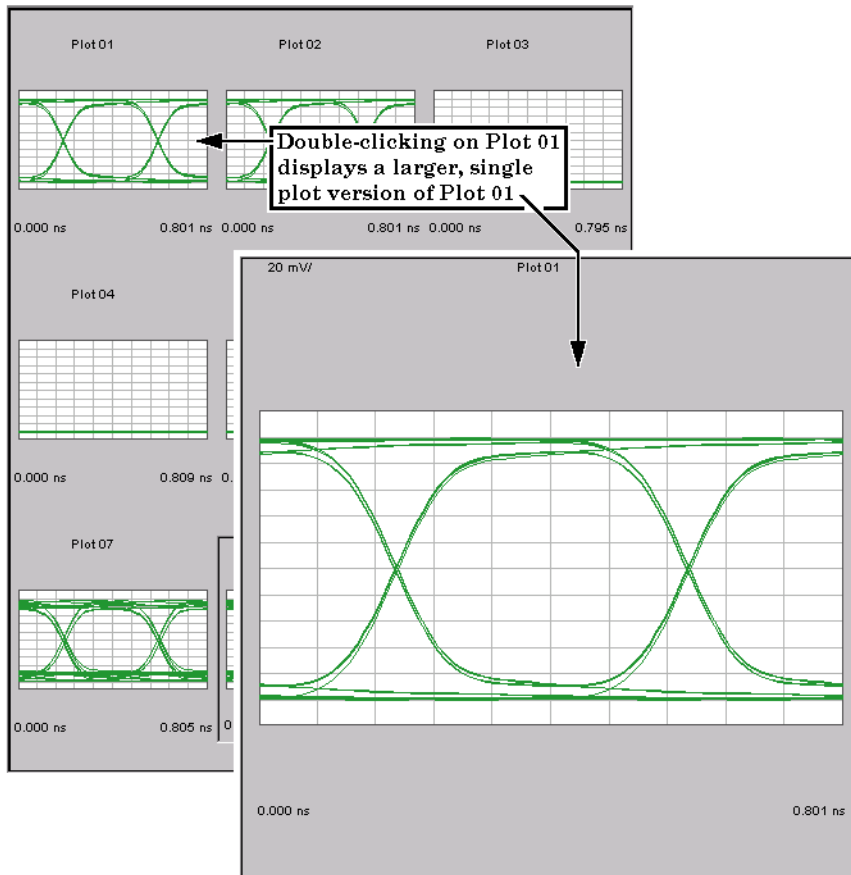 Plot 01
Plot 02
Plot 03
Double-clicking on Plot 01
displays a larger, single
plot version of Plot 01
0.000 ns
0.801 ns
0.000 ns
0.801 ns
0.000 ns
0.795 ns
Plot 04
20 mV/
Plot 01
0.000 ns
0.809 ns
0.
Plot 07
0.000 ns
0.805 ns
0
0.000 ns
0.801 ns